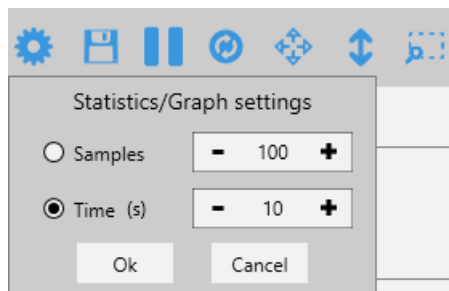 Statistics/Graph settings
Samples - 100 +
Time (s) - 10 +
Ok Cancel